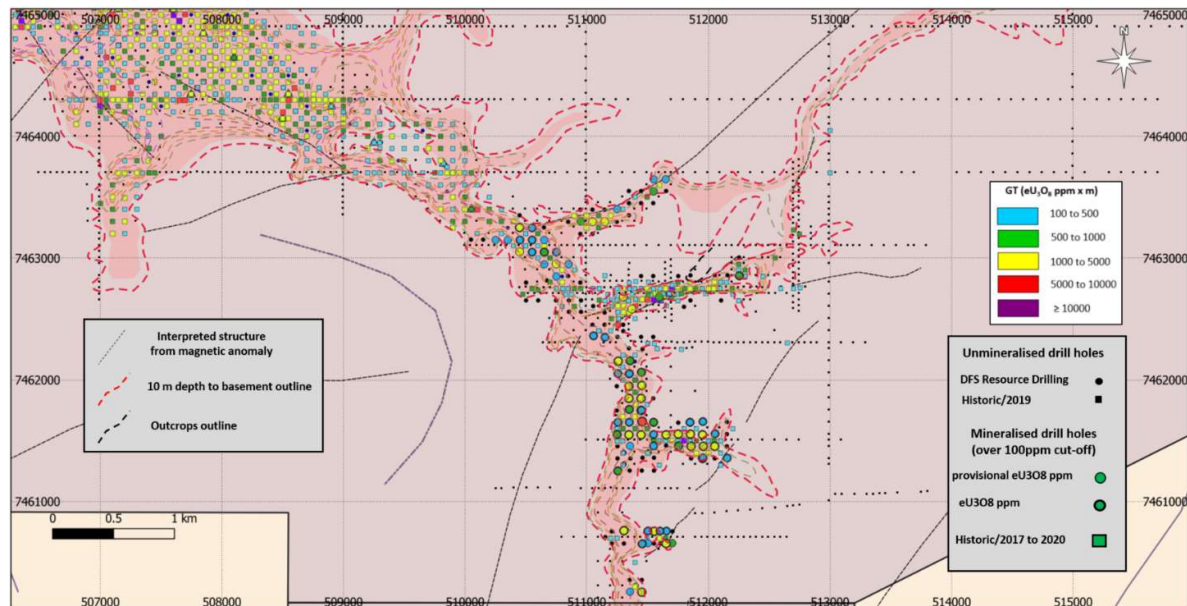 7465000
507000
508000
509000
510000
511000
512000
513000
514000
515000
7465000
N
7464000
7464000
GT (eU₃O₈ ppm x m)
100 to 500
500 to 1000
1000 to 5000
5000 to 10000
≥ 10000
7463000
7463000
Interpreted structure
from magnetic anomaly
10 m depth to basement outline
Outcrops outline
Unmineralised drill holes
DFS Resource Drilling
Historic/2019
Mineralised drill holes
(over 100ppm cut-off)
provisional eU3O8 ppm
eU3O8 ppm
Historic/2017 to 2020
7462000
7462000
7461000
7461000
0 0.5 1 km
507000
508000
509000
510000
511000
512000
513000
514000
515000